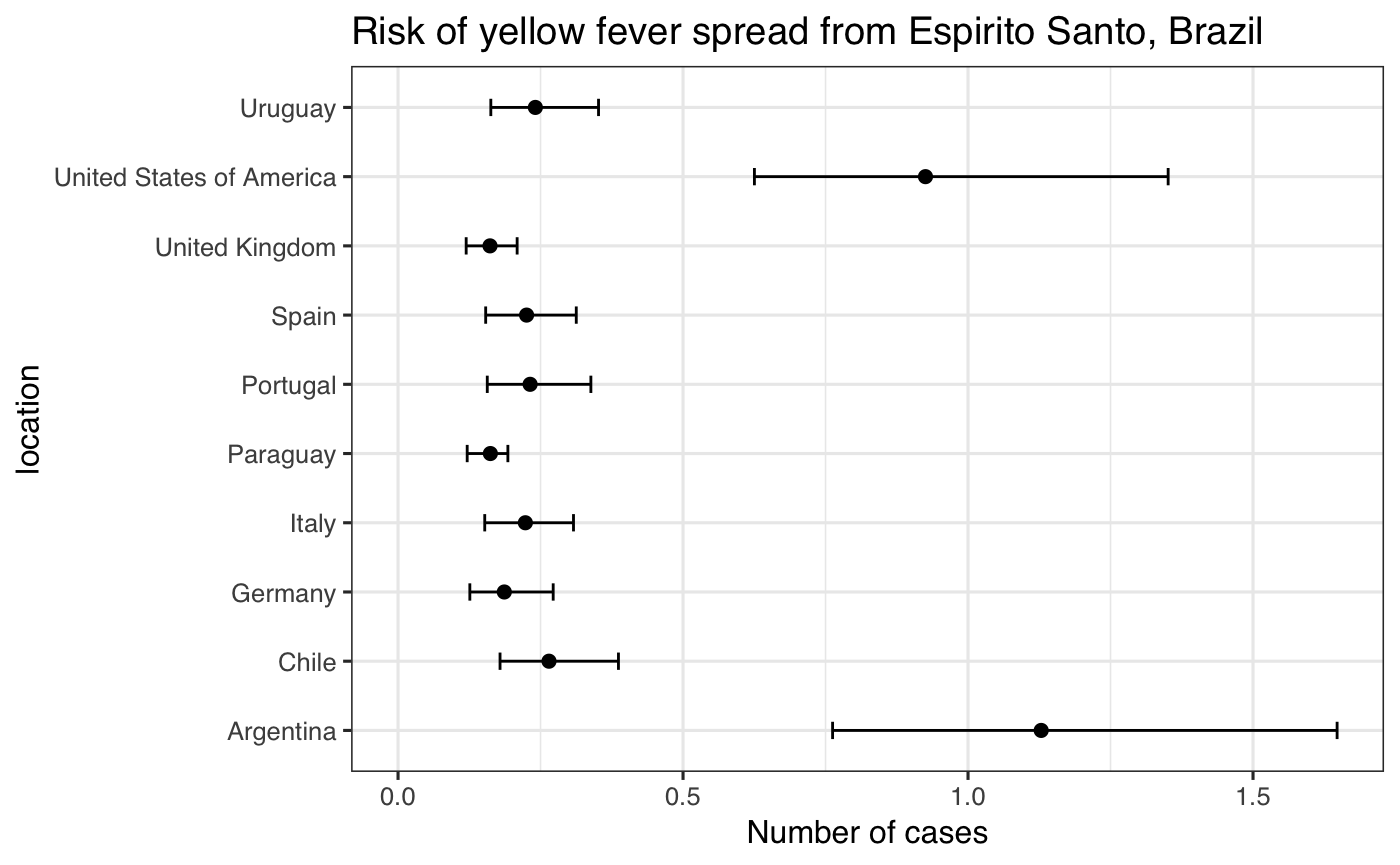 Risk of yellow fever spread from Espirito Santo, Brazil
Uruguay
United States of America
United Kingdom
Spain
Portugal
Paraguay
Italy
Germany
Chile
Argentina
location
0.0 0.5 1.0 1.5
Number of cases